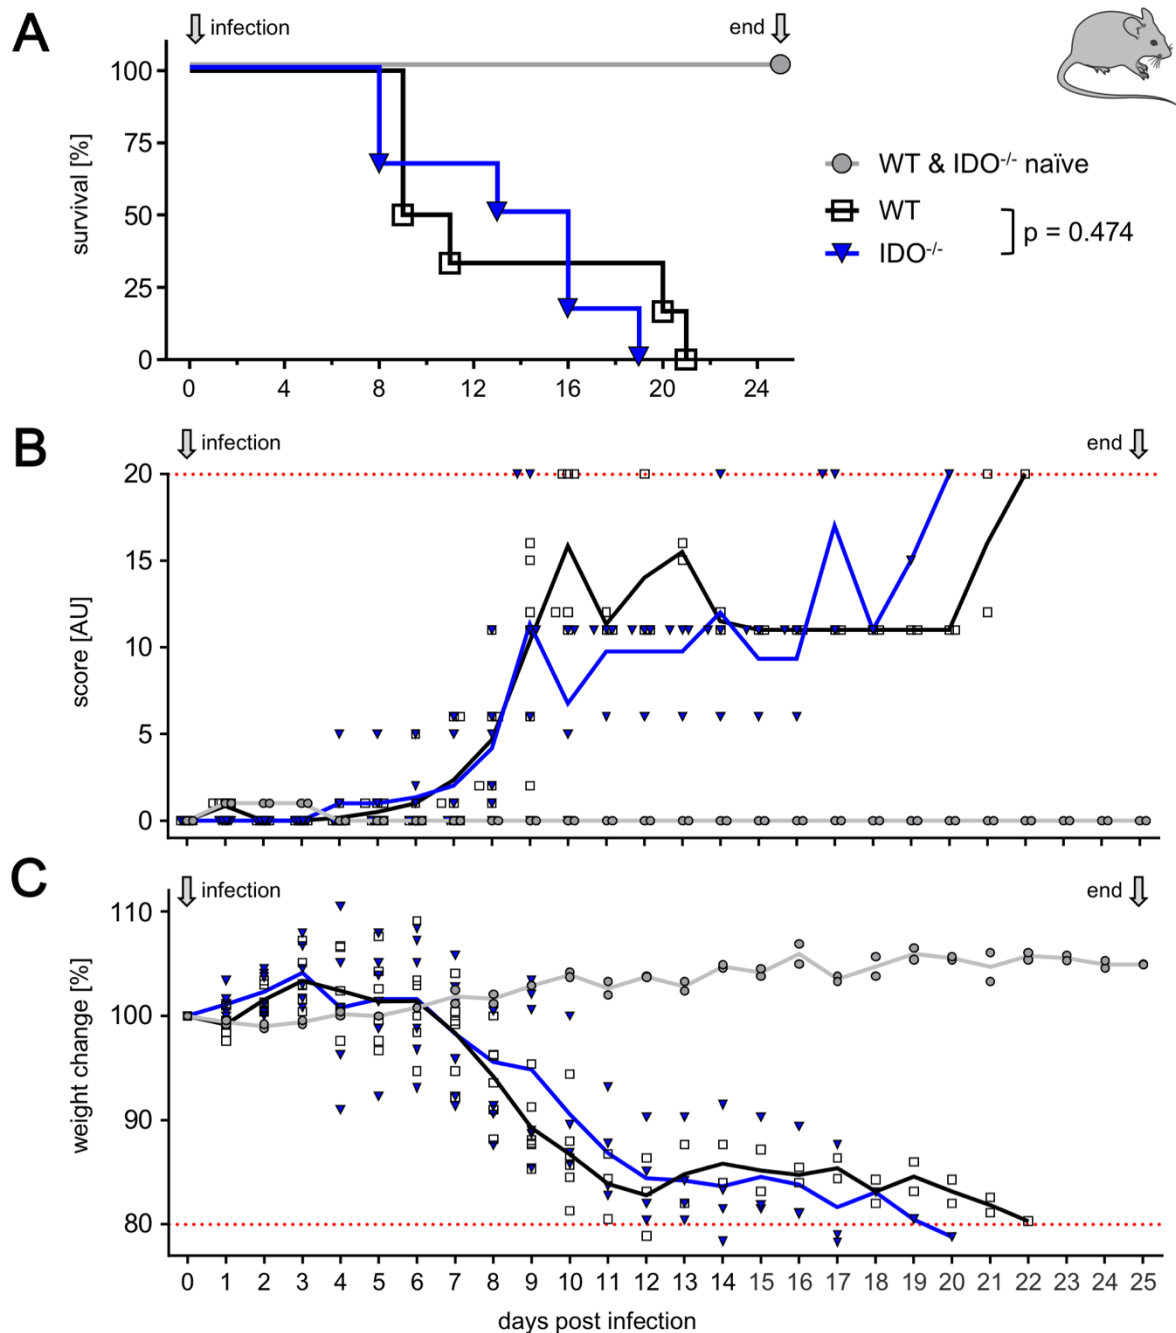 A
infection
end
100
75
50
25
0
survival [%]
0 4 8 12 16 20 24
WT & IDO-/- naïve
WT
IDO-/-
p = 0.474
B
infection
end
20
15
10
5
0
score [AU]
C
infection
end
110
100
90
80
weight change [%]
0 1 2 3 4 5 6 7 8 9 10 11 12 13 14 15 16 17 18 19 20 21 22 23 24 25
days post infection